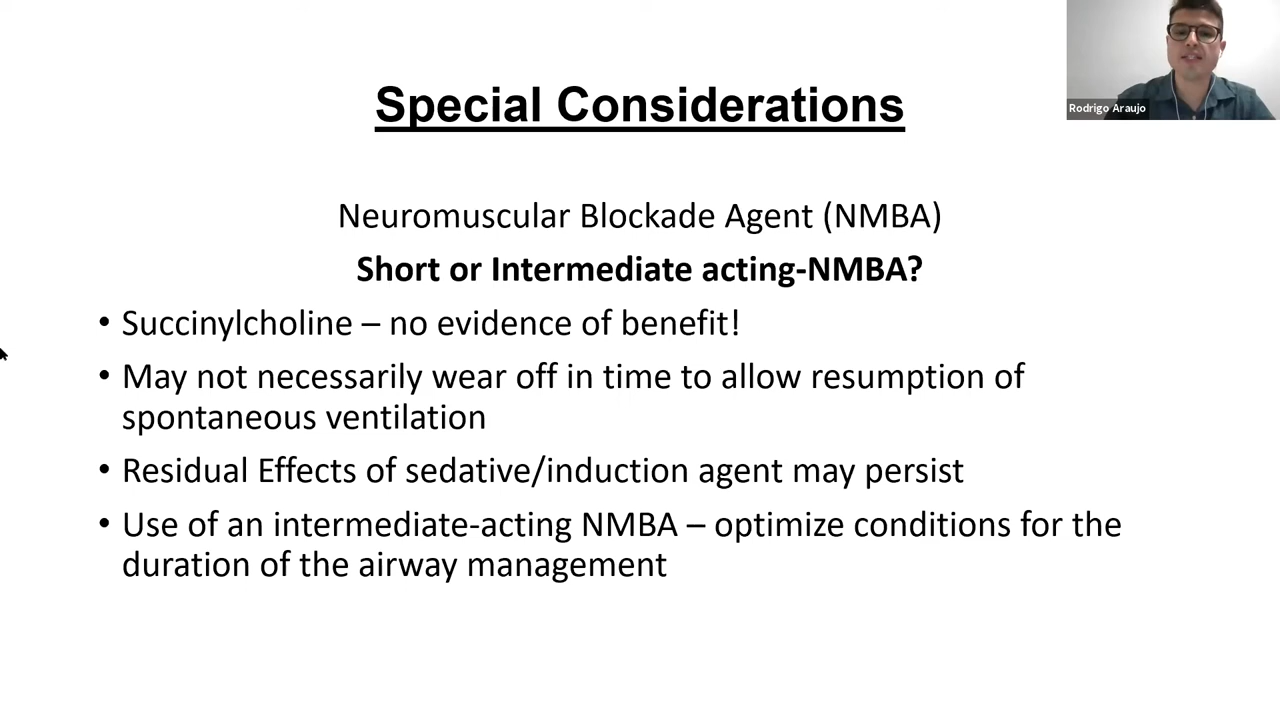 Special Considerations
Rodrigo Araujo
Neuromuscular Blockade Agent (NMBA)
Short or Intermediate acting-NMBA?
• Succinylcholine – no evidence of benefit!
• May not necessarily wear off in time to allow resumption of
spontaneous ventilation
• Residual Effects of sedative/induction agent may persist
• Use of an intermediate-acting NMBA – optimize conditions for the
duration of the airway management